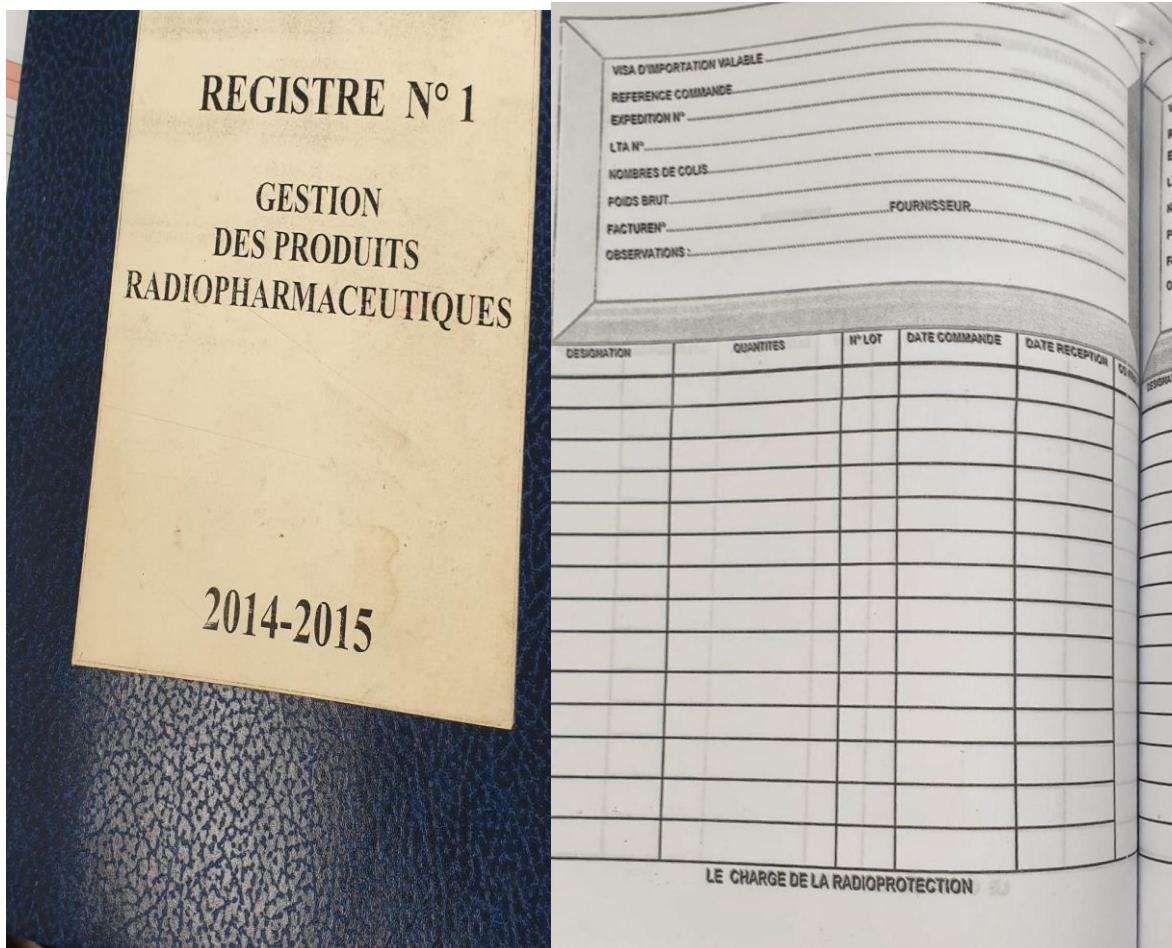 REGISTRE N° 1
GESTION
DES PRODUITS
RADIOPHARMACEUTIQUES
2014-2015
VISA D'IMPORTATION VALABLE
REFERENCE COMMANDE
EXPEDITION N°
LTA N°
NOMBRES DE COLIS
POIDS BRUT
FACTUREN° FOURNISSEUR
OBSERVATIONS :
DESIGNATION QUANTITES N° LOT DATE COMMANDE DATE RECEPTION
LE CHARGE DE LA RADIOPROTECTION